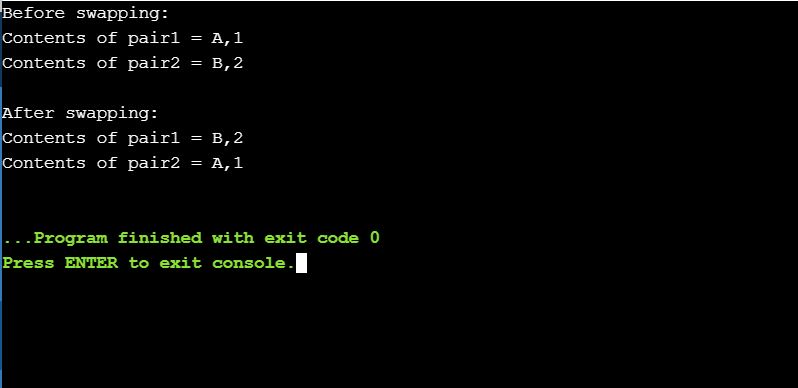 Before swapping:
Contents of pair1 = A,1
Contents of pair2 = B,2
After swapping:
Contents of pair1 = B,2
Contents of pair2 = A,1
...Program finished with exit code 0
Press ENTER to exit console.